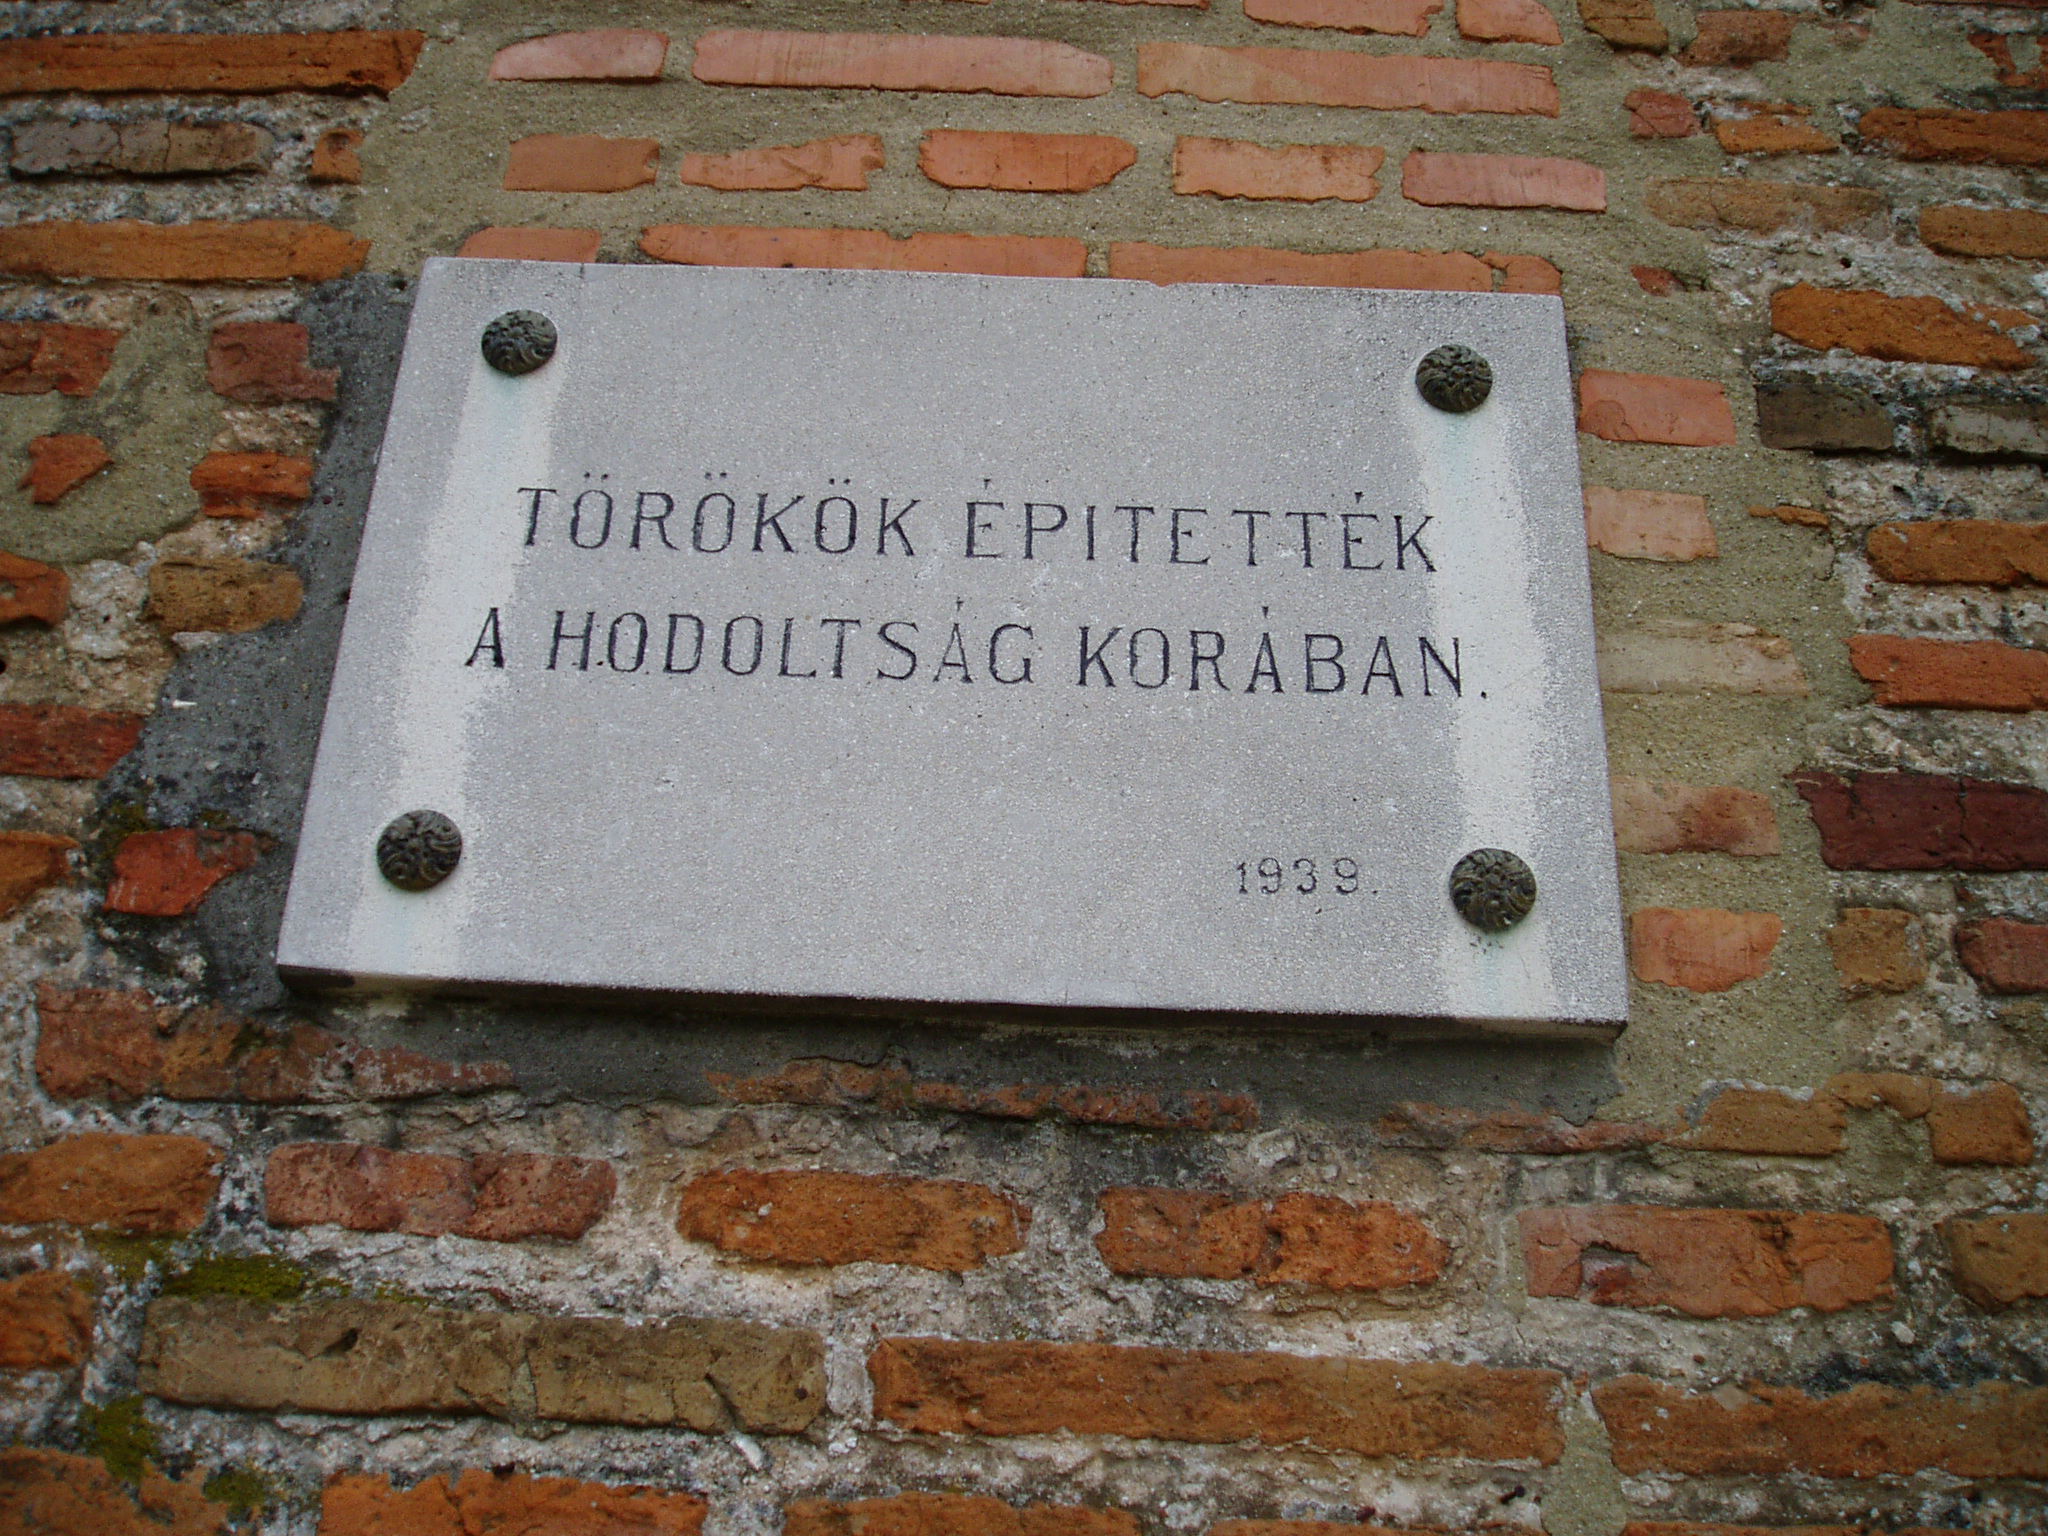 TÖRÖKÖK ÉPITETTÉK
A HODOLTSÁG KORÁBAN.
1939.